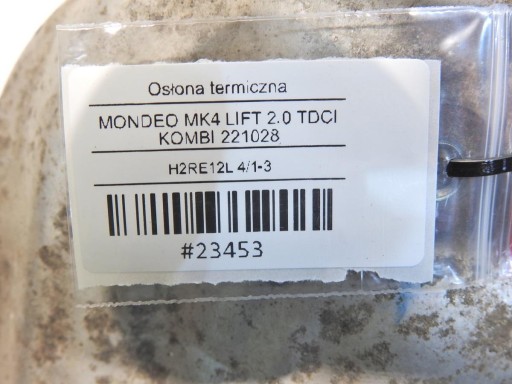 Osłona termiczna
MONDEO MK4 LIFT 2.0 TDCI
KOMBI 221028
H2RE12L 4/1-3
#23453